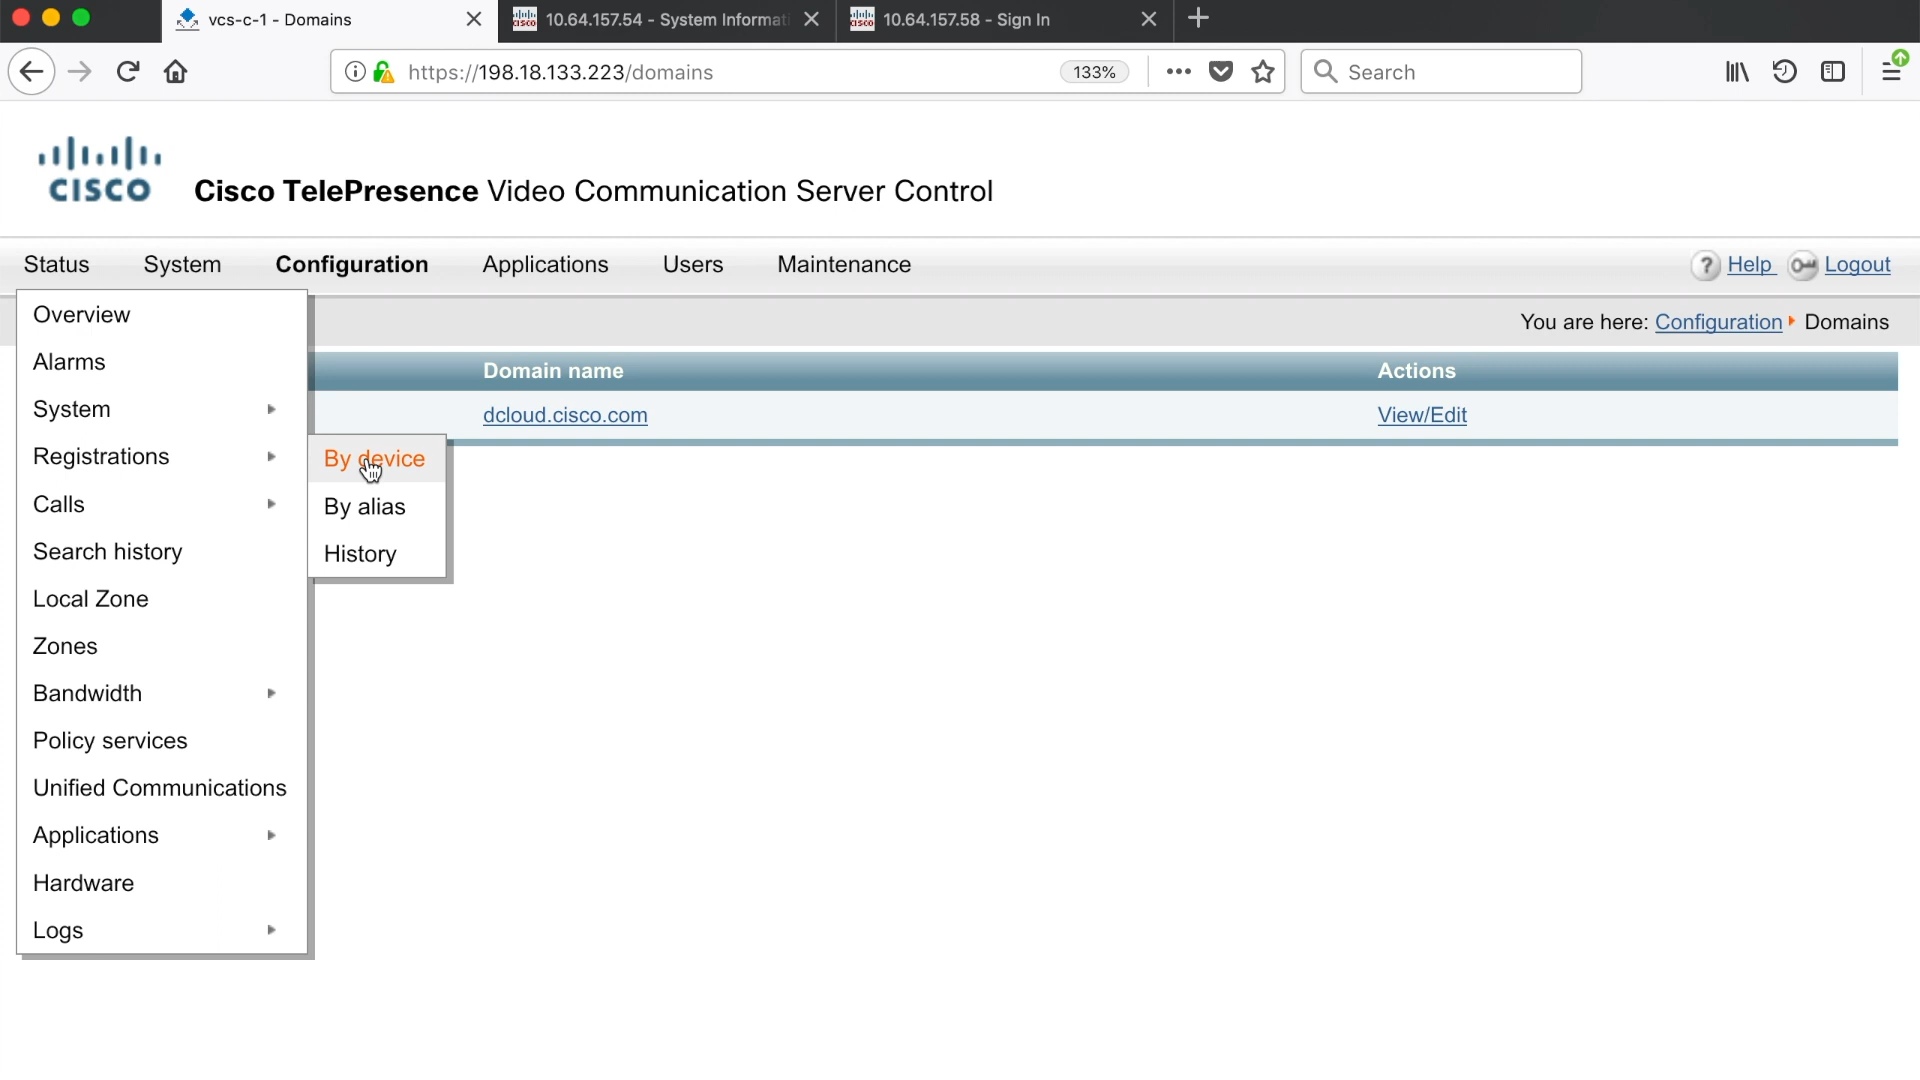 vcs-c-1 - Domains
10.64.157.54 - System Informati
10.64.157.58 - Sign In
https://198.18.133.223/domains
133%
Search
CISCO
Cisco TelePresence Video Communication Server Control
Status System Configuration Applications Users Maintenance
? Help Logout
You are here: Configuration Domains
Domain name Actions
dcloud.cisco.com View/Edit
Overview
Alarms
System
Registrations
Calls
Search history
Local Zone
Zones
Bandwidth
Policy services
Unified Communications
Applications
Hardware
Logs
By device
By alias
History